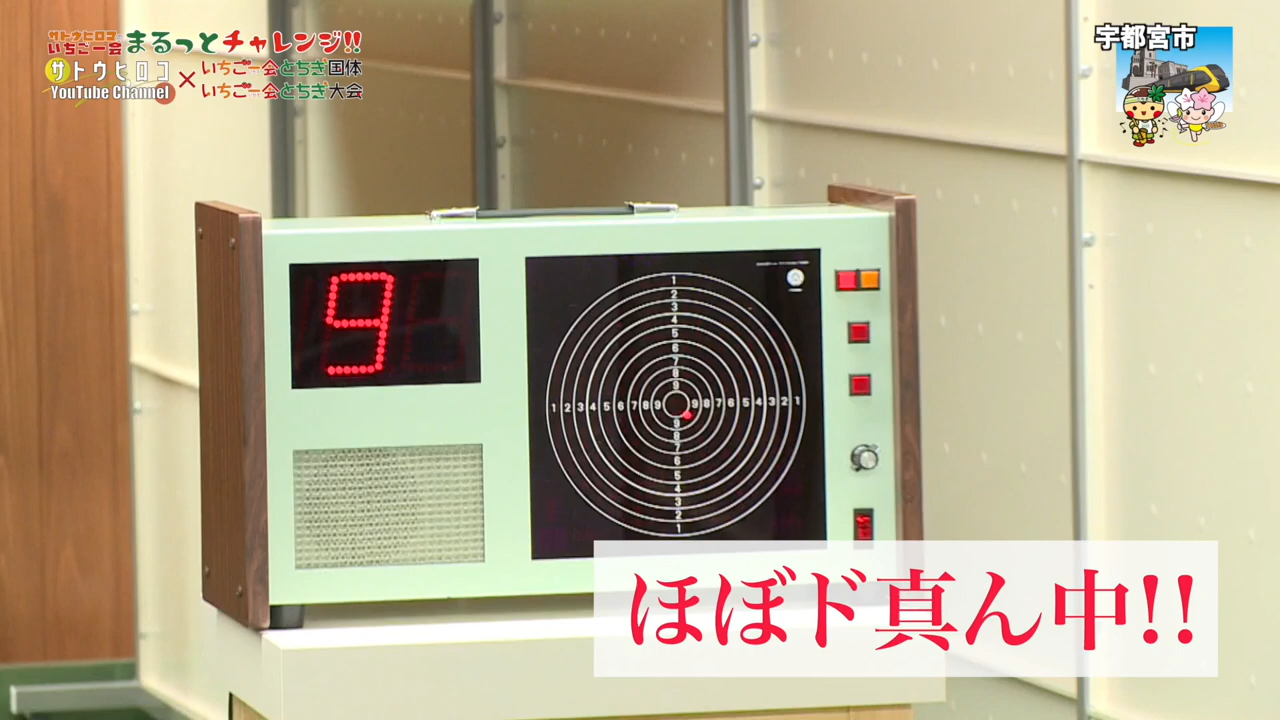 サトウヒロコの
いちご一会 まるっとチャレンジ!!
サトウヒロコ
YouTube Channel
×
いちご一会とちぎ国体
いちご一会とちぎ大会
宇都宮市
9
1
2
3
4
5
6
7
8
9
1 2 3 4 5 6 7 8 9 9 8 7 6 5 4 3 2 1
9
8
7
6
5
4
3
2
1
ほぼド真ん中!!